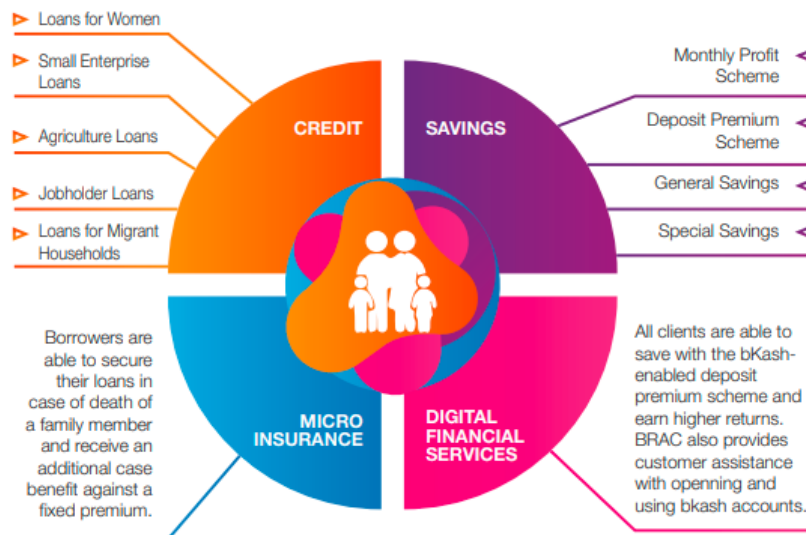 Loans for Women
Small Enterprise
Loans
Agriculture Loans
Jobholder Loans
Loans for Migrant
Households
CREDIT
SAVINGS
Monthly Profit
Scheme
Deposit Premium
Scheme
General Savings
Special Savings
Borrowers are
able to secure
their loans in
case of death of
a family member
and receive an
additional case
benefit against a
fixed premium.
MICRO
INSURANCE
DIGITAL
FINANCIAL
SERVICES
All clients are able to
save with the bKash-
enabled deposit
premium scheme and
earn higher returns.
BRAC also provides
customer assistance
with openning and
using bkash accounts.